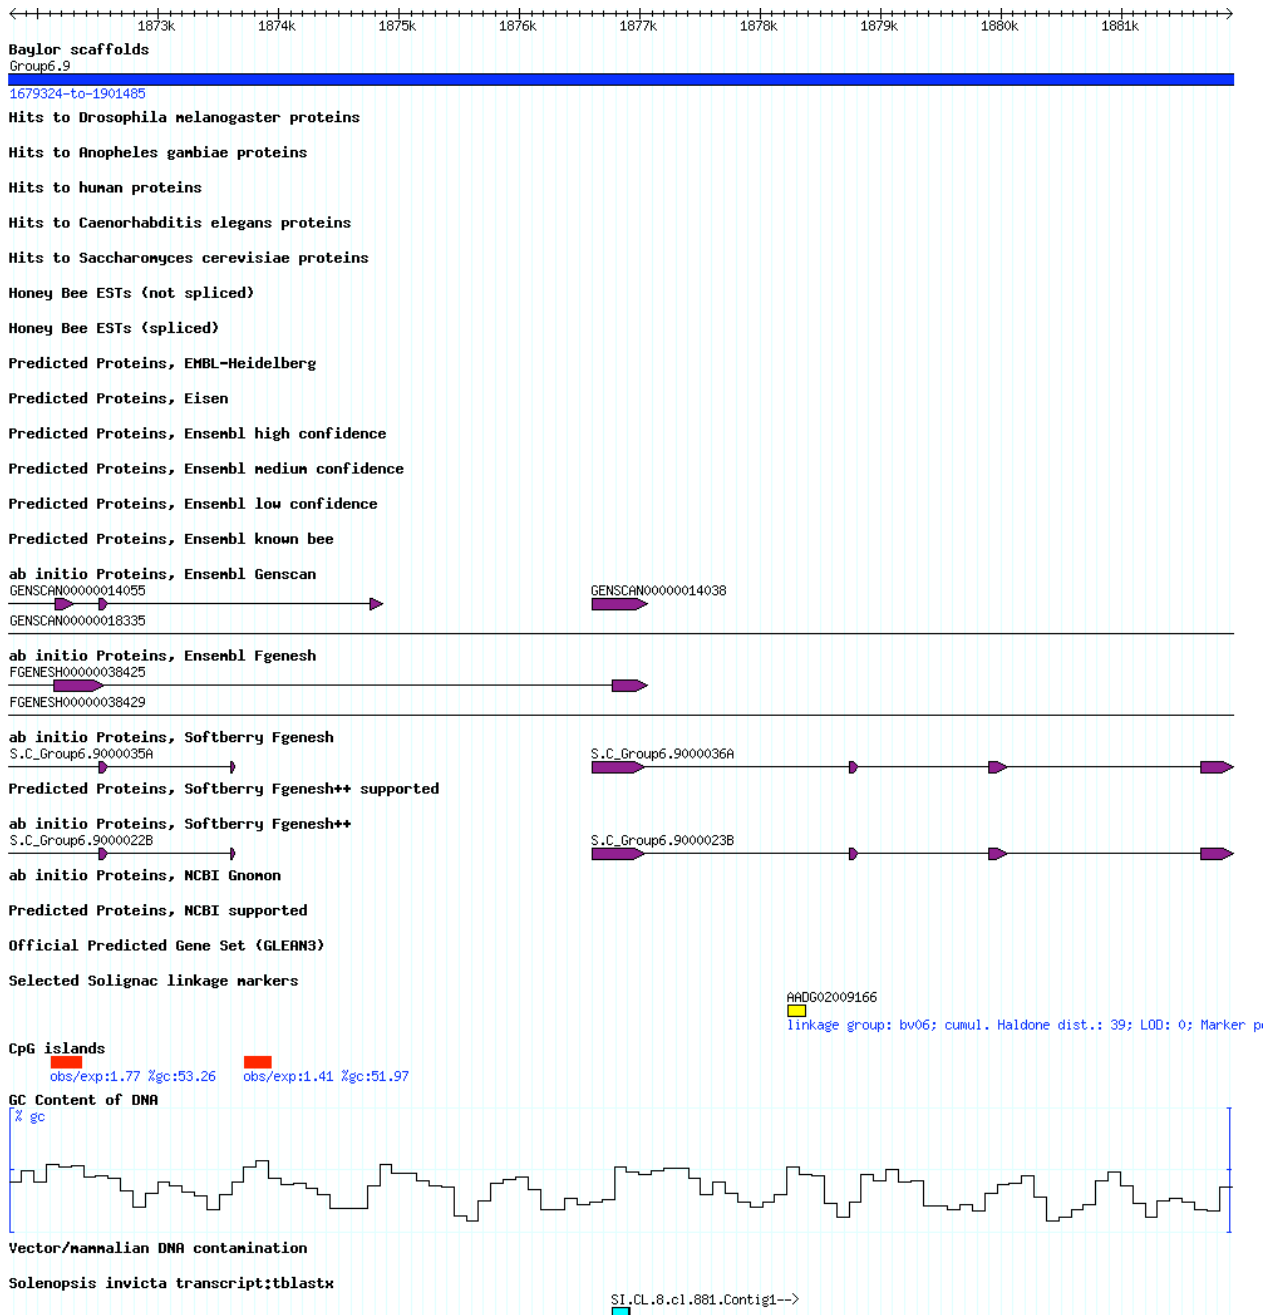 1873k 1874k 1875k 1876k 1877k 1878k 1879k 1880k 1881k
Baylor scaffolds
Group6.9
1679324-to-1901485
Hits to Drosophila melanogaster proteins
Hits to Anopheles gambiae proteins
Hits to human proteins
Hits to Caenorhabditis elegans proteins
Hits to Saccharomyces cerevisiae proteins
Honey Bee ESTs (not spliced)
Honey Bee ESTs (spliced)
Predicted Proteins, EMBL-Heidelberg
Predicted Proteins, Eisen
Predicted Proteins, Ensembl high confidence
Predicted Proteins, Ensembl medium confidence
Predicted Proteins, Ensembl low confidence
Predicted Proteins, Ensembl known bee
ab initio Proteins, Ensembl Genscan
GENSCAN00000014055 GENSCAN00000014038
GENSCAN00000018335
ab initio Proteins, Ensembl Fgenesh
FGENESH00000038425
FGENESH00000038429
ab initio Proteins, Softberry Fgenesh
S.C_Group6.9000035A S.C_Group6.9000036A
Predicted Proteins, Softberry Fgenesh++ supported
ab initio Proteins, Softberry Fgenesh++
S.C_Group6.9000022B S.C_Group6.9000023B
ab initio Proteins, NCBI Gnomon
Predicted Proteins, NCBI supported
Official Predicted Gene Set (GLEAN3)
Selected Solignac linkage markers
AADG02009166
linkage group: bv06; cumul. Haldone dist.: 39; LOD: 0; Marker
CpG islands
obs/exp:1.77 %gc:53.26 obs/exp:1.41 %gc:51.97
GC Content of DNA
% gc
Vector/mammalian DNA contamination
Solenopsis invicta transcript:tblastx
SI.CL.8.cl.881.Contig1-->